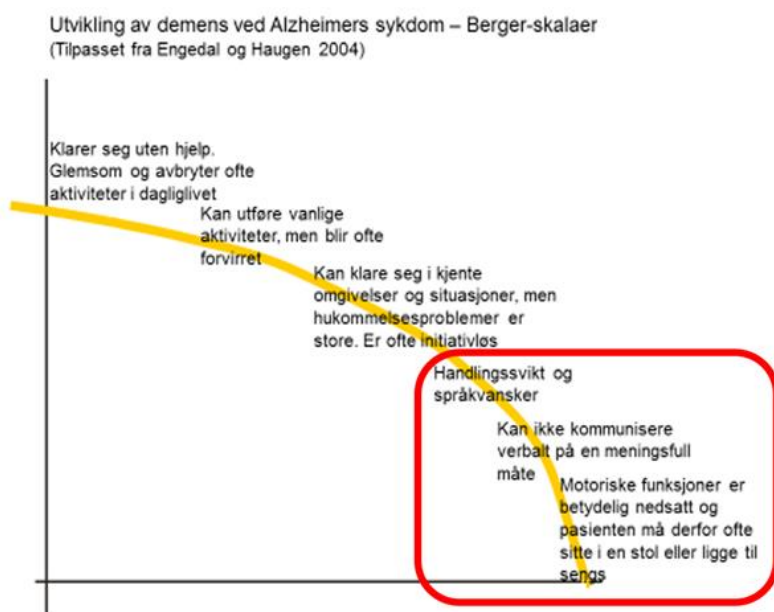 Utvikling av demens ved Alzheimers sykdom – Berger-skalaer
(Tilpasset fra Engedal og Haugen 2004)
Klarer seg uten hjelp.
Glemsom og avbryter ofte
aktiviteter i dagliglivet
Kan utføre vanlige
aktiviteter, men blir ofte
forvirret
Kan klare seg i kjente
omgivelser og situasjoner, men
hukommelsesproblemer er
store. Er ofte initiativløs
Handlingssvikt og
språkvansker
Kan ikke kommunisere
verbalt på en meningsfull
måte
Motoriske funksjoner er
betydelig nedsatt og
pasienten må derfor ofte
sitte i en stol eller ligge til
sengs